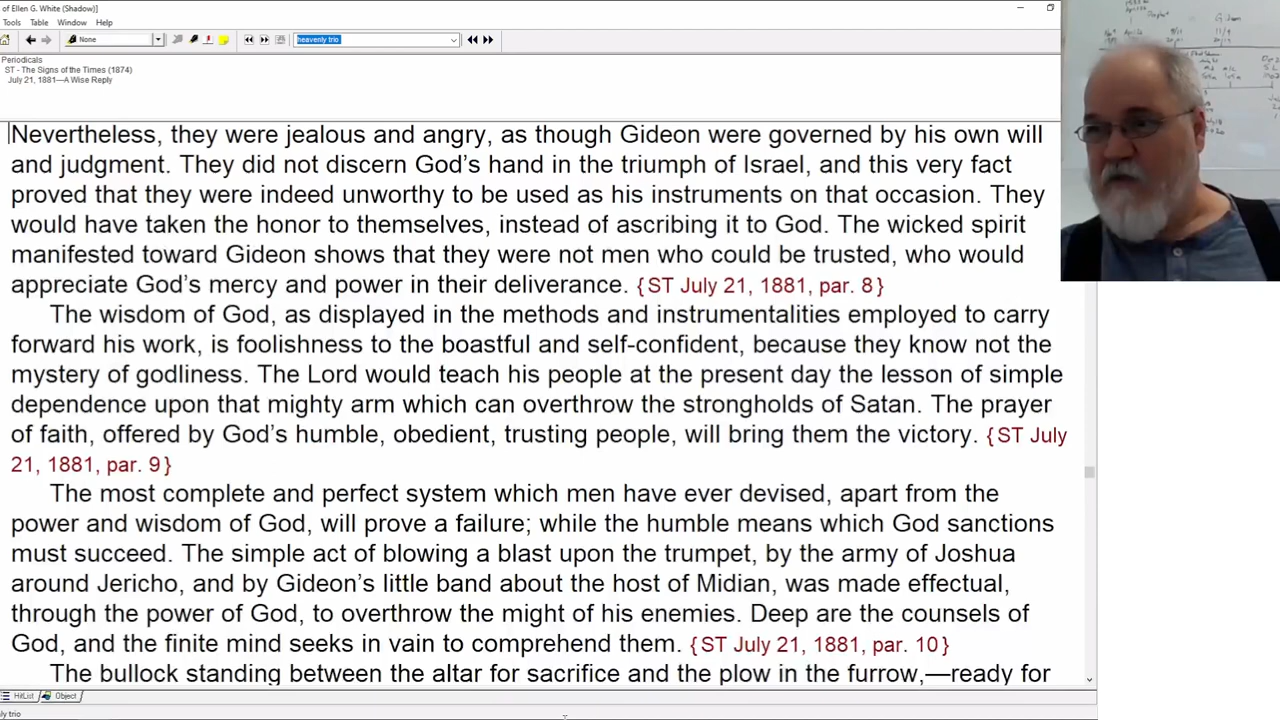 of Ellen G. White (Shadow)]
Tools Table Window Help
None
heavenly trio
Periodicals
ST - The Signs of the Times (1874)
July 21, 1881—A Wise Reply
Nevertheless, they were jealous and angry, as though Gideon were governed by his own will
and judgment. They did not discern God's hand in the triumph of Israel, and this very fact
proved that they were indeed unworthy to be used as his instruments on that occasion. They
would have taken the honor to themselves, instead of ascribing it to God. The wicked spirit
manifested toward Gideon shows that they were not men who could be trusted, who would
appreciate God's mercy and power in their deliverance. {ST July 21, 1881, par. 8}
The wisdom of God, as displayed in the methods and instrumentalities employed to carry
forward his work, is foolishness to the boastful and self-confident, because they know not the
mystery of godliness. The Lord would teach his people at the present day the lesson of simple
dependence upon that mighty arm which can overthrow the strongholds of Satan. The prayer
of faith, offered by God's humble, obedient, trusting people, will bring them the victory. {ST July
21, 1881, par. 9}
The most complete and perfect system which men have ever devised, apart from the
power and wisdom of God, will prove a failure; while the humble means which God sanctions
must succeed. The simple act of blowing a blast upon the trumpet, by the army of Joshua
around Jericho, and by Gideon's little band about the host of Midian, was made effectual,
through the power of God, to overthrow the might of his enemies. Deep are the counsels of
God, and the finite mind seeks in vain to comprehend them. {ST July 21, 1881, par. 10}
The bullock standing between the altar for sacrifice and the plow in the furrow,—ready for
HitList Object
ly trio